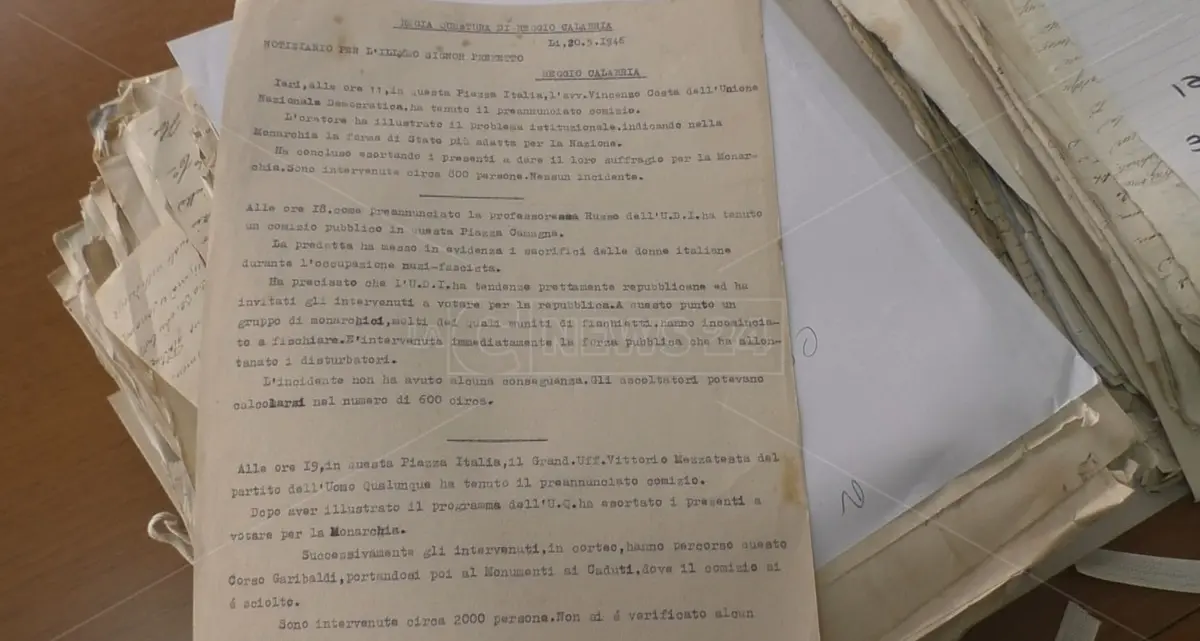 REGIA QUESTURA DI REGGIO CALABRIA
Li, 20.5.1946
NOTIZIARIO PER L'ILL/MO SIGNOR PREFETTO
REGGIO CALABRIA
Ieri, alle ore 11, in questa Piazza Italia, l'avv. Vincenzo Costa dell'Unione
Nazionale Democratica, ha tenuto il preannunciato comizio.
L'oratore ha illustrato il problema istituzionale, indicando nella
Monarchia la forma di Stato più adatta per la Nazione.
Ha concluso esortando i presenti a dare il loro suffragio per la Monar-
chia. Sono intervenute circa 800 persone. Nessun incidente.
Alle ore 18, come preannunciato la professoressa Russo dell'U.D.I. ha tenuto
un comizio pubblico in questa Piazza Camagna.
La predetta ha messo in evidenza i sacrifici delle donne italiane
durante l'occupazione nazi-fascista.
Ha precisato che l'U.D.I. ha tendenze prettamente repubblicane ed ha
invitati gli intervenuti a votare per la repubblica. A questo punto un
gruppo di monarchici, molti dei quali muniti di fischietti, hanno incomincia-
to a fischiare. E' intervenuta immediatamente la forza pubblica che ha allon-
tanato i disturbatori.
L'incidente non ha avuto alcuna conseguenza. Gli ascoltatori potevano
calcolarsi nel numero di 600 circa.
Alle ore 19, in questa Piazza Italia, il Grand. Uff. Vittorio Mezzatesta del
partito dell'Uomo Qualunque ha tenuto il preannunciato comizio.
Dopo aver illustrato il programma dell'U.Q. ha esortato i presenti a
votare per la Monarchia.
Successivamente gli intervenuti, in corteo, hanno percorso questo
Corso Garibaldi, portandosi poi al Monumenti ai Caduti, dove il comizio si
é sciolto.
Sono intervenute circa 2000 persone. Non si é verificato alcun
LAC NEWS 24